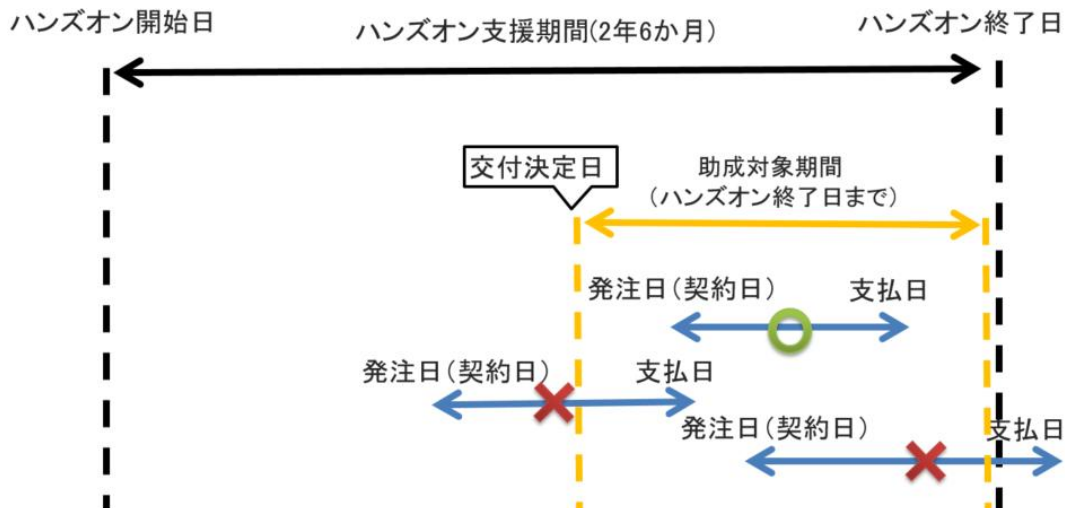 ハンズオン開始日
ハンズオン支援期間(2年6か月)
ハンズオン終了日
交付決定日
助成対象期間
(ハンズオン終了日まで)
発注日(契約日)
支払日
発注日(契約日)
支払日
発注日(契約日)
支払日